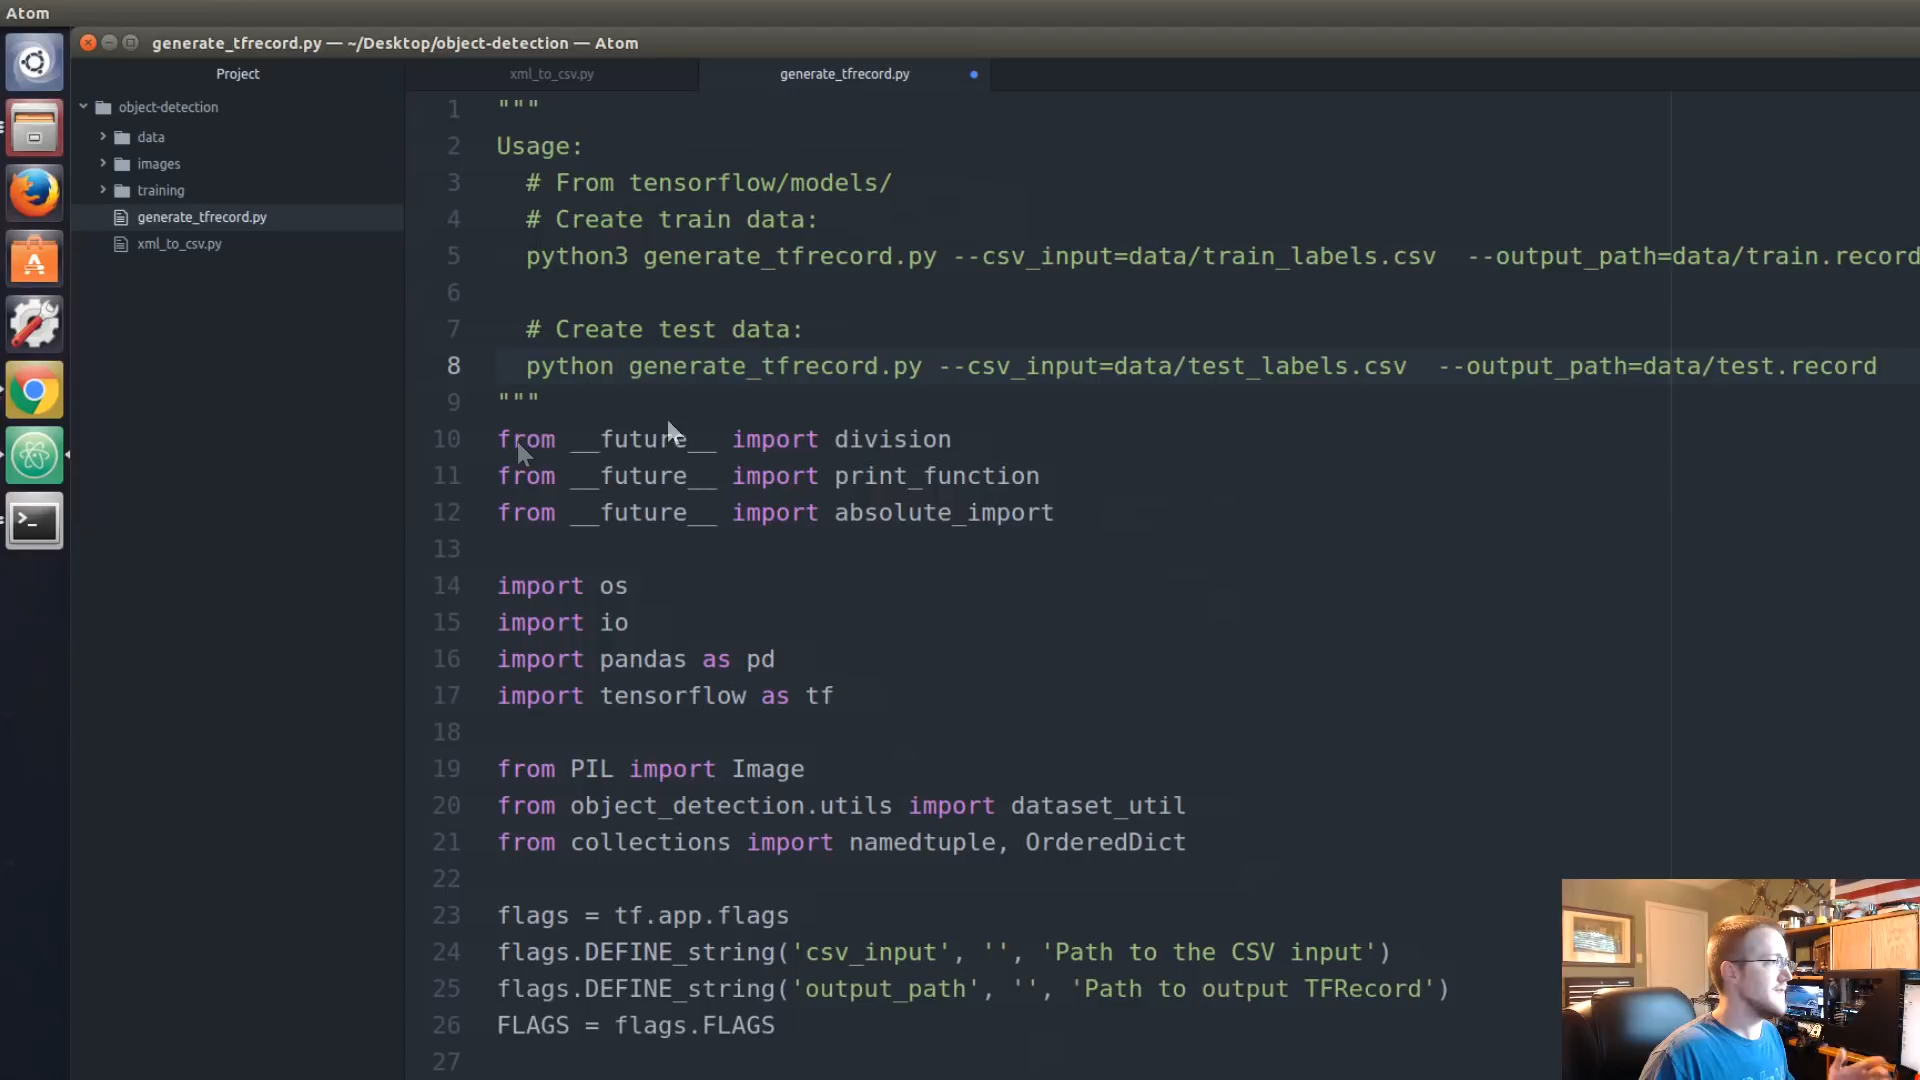 Atom
generate_tfrecord.py — ~/Desktop/object-detection — Atom
Project
xml_to_csv.py
generate_tfrecord.py
object-detection
data
images
training
generate_tfrecord.py
xml_to_csv.py
1 """
2 Usage:
3 # From tensorflow/models/
4 # Create train data:
5 python3 generate_tfrecord.py --csv_input=data/train_labels.csv --output_path=data/train.record
6
7 # Create test data:
8 python generate_tfrecord.py --csv_input=data/test_labels.csv --output_path=data/test.record
9 """
10 from __future__ import division
11 from __future__ import print_function
12 from __future__ import absolute_import
13
14 import os
15 import io
16 import pandas as pd
17 import tensorflow as tf
18
19 from PIL import Image
20 from object_detection.utils import dataset_util
21 from collections import namedtuple, OrderedDict
22
23 flags = tf.app.flags
24 flags.DEFINE_string('csv_input', '', 'Path to the CSV input')
25 flags.DEFINE_string('output_path', '', 'Path to output TFRecord')
26 FLAGS = flags.FLAGS
27